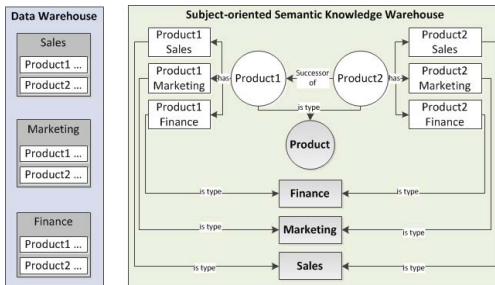 Data Warehouse
Sales
Product1 ...
Product2 ...
Marketing
Product1 ...
Product2 ...
Finance
Product1 ...
Product2 ...
Subject-oriented Semantic Knowledge Warehouse
Product1
Sales
Product1
Marketing
Product1
Finance
has
Product1
Successor
of
Product2
has
Product2
Sales
Product2
Marketing
Product2
Finance
is type
Product
is type
Finance
is type
is type
Marketing
is type
is type
Sales
is type